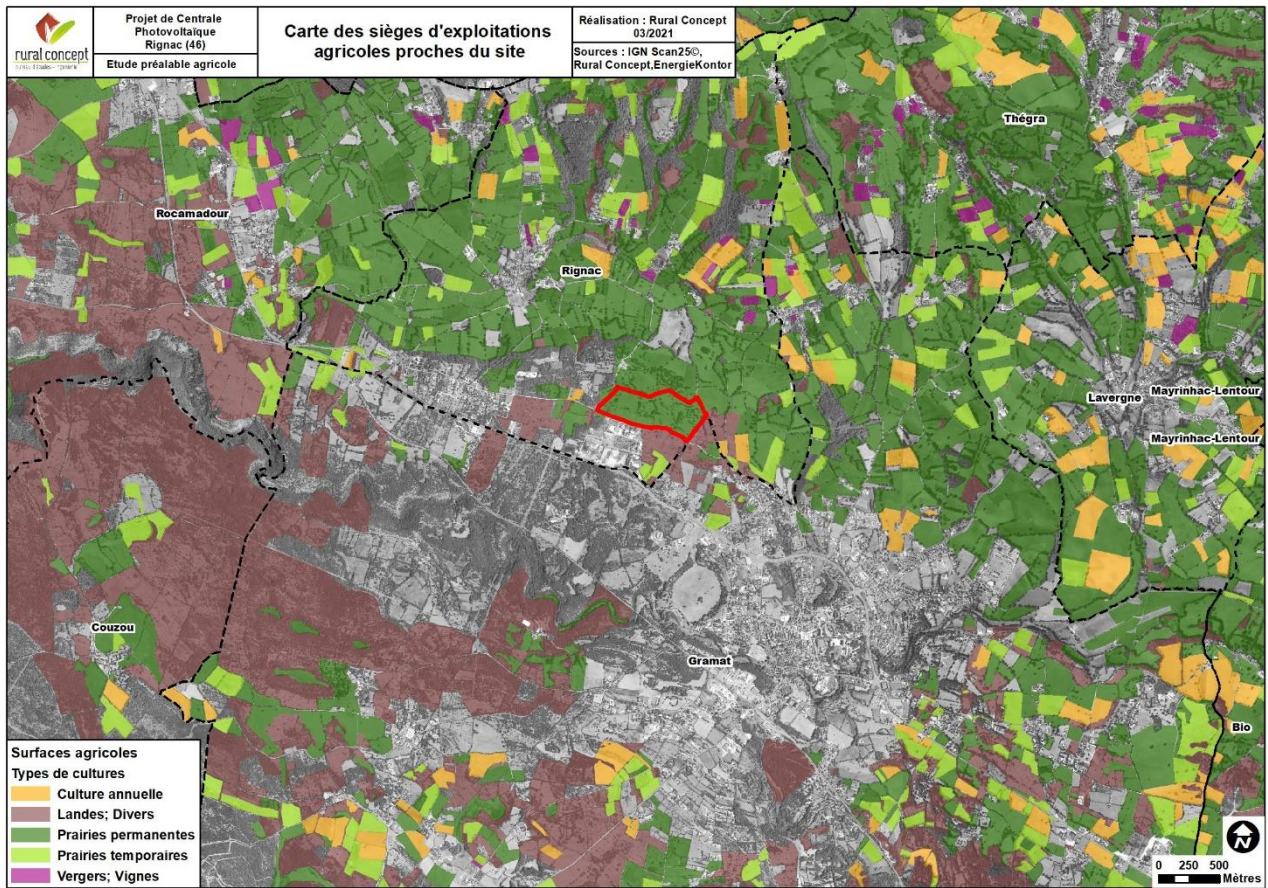 rural concept
Projet de Centrale
Photovoltaïque
Rignac (46)
Etude préalable agricole
Carte des sièges d'exploitations
agricoles proches du site
Réalisation : Rural Concept
03/2021
Sources : IGN Scan25©,
Rural Concept,EnergieKontor
Thégra
Rocamadour
Rignac
Mayrinhac-Lentour
Lavergne
Mayrinhac-Lentour
Couzou
Gramat
Bio
Surfaces agricoles
Types de cultures
Culture annuelle
Landes; Divers
Prairies permanentes
Prairies temporaires
Vergers; Vignes
N
0 250 500
Mètres